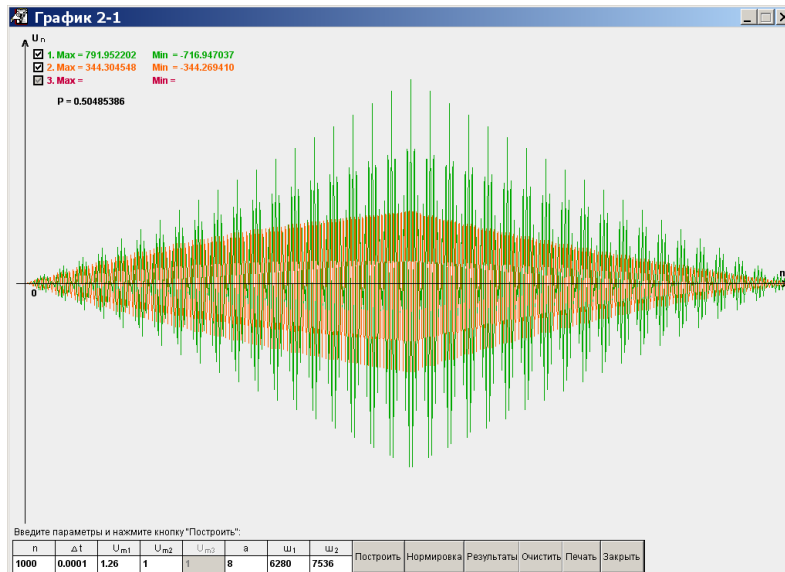 График 2-1
U n
A
1. Max = 791.952202 Min = -716.947037
2. Max = 344.304548 Min = -344.269410
3. Max = Min =
P = 0.50485386
n
0
Введите параметры и нажмите кнопку "Построить":
n Δt Um1 Um2 Um3 a ш1 ш2
1000 0.0001 1.26 1 1 8 6280 7536 Построить Нормировка Результаты Очистить Печать Закрыть